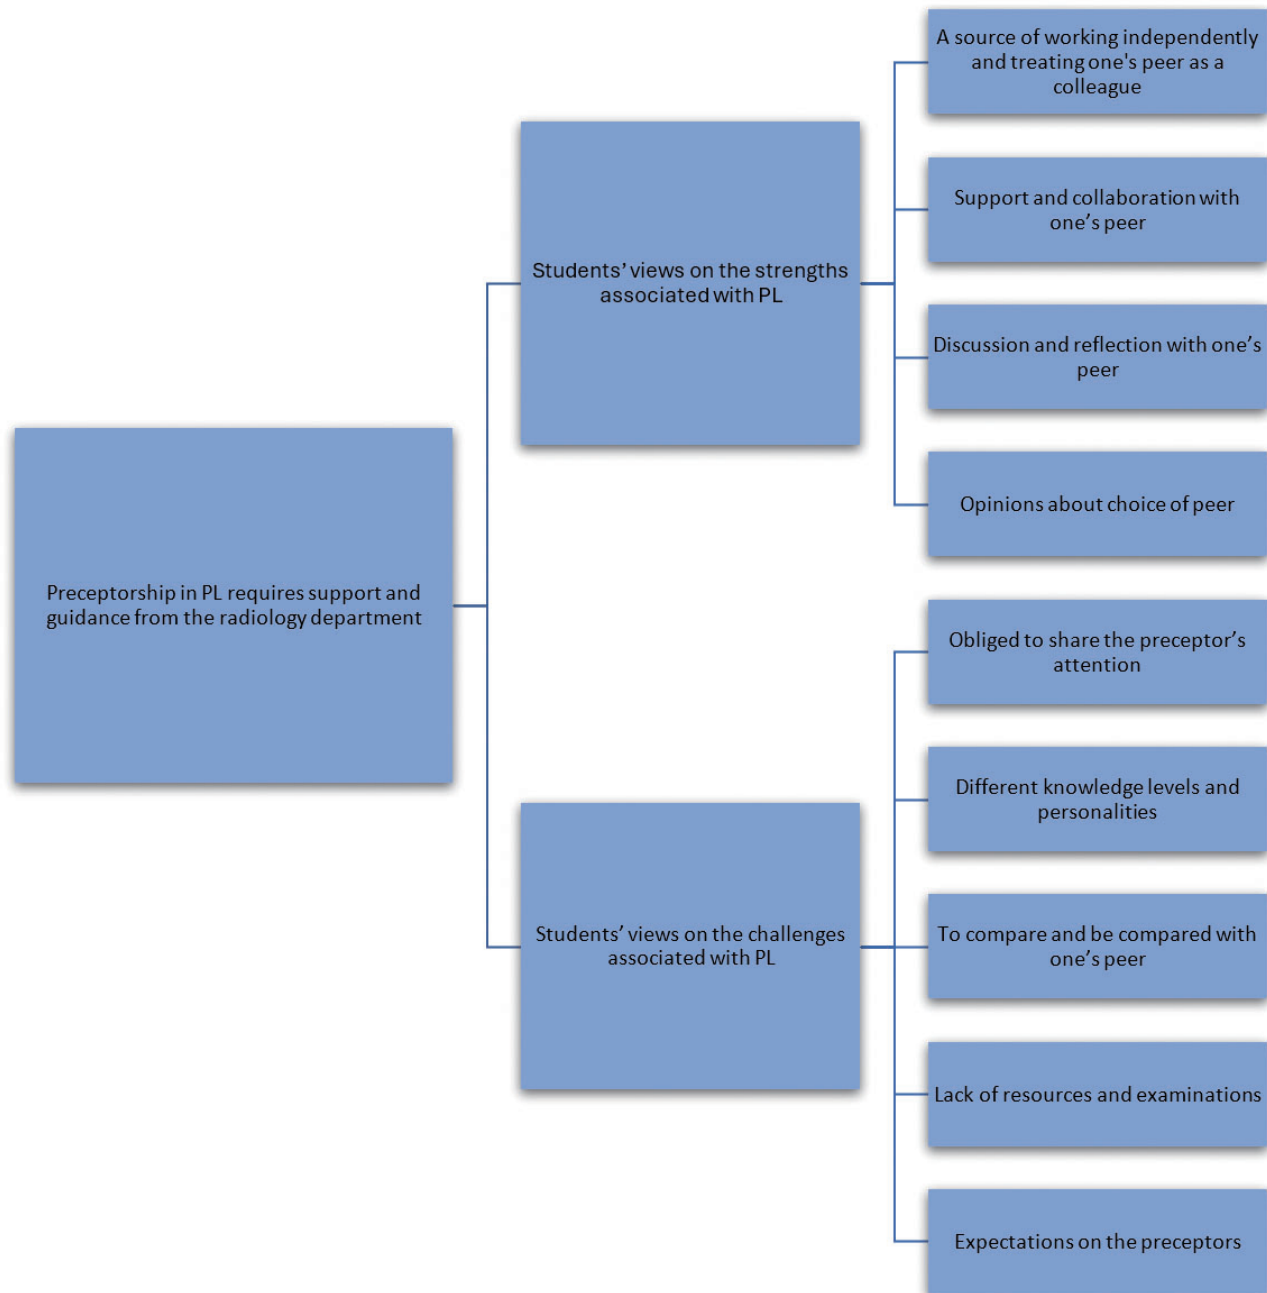 Preceptorship in PL requires support and
guidance from the radiology department
Students’ views on the strengths
associated with PL
A source of working independently
and treating one's peer as a
colleague
Support and collaboration with
one’s peer
Discussion and reflection with one’s
peer
Opinions about choice of peer
Students’ views on the challenges
associated with PL
Obliged to share the preceptor’s
attention
Different knowledge levels and
personalities
To compare and be compared with
one’s peer
Lack of resources and examinations
Expectations on the preceptors